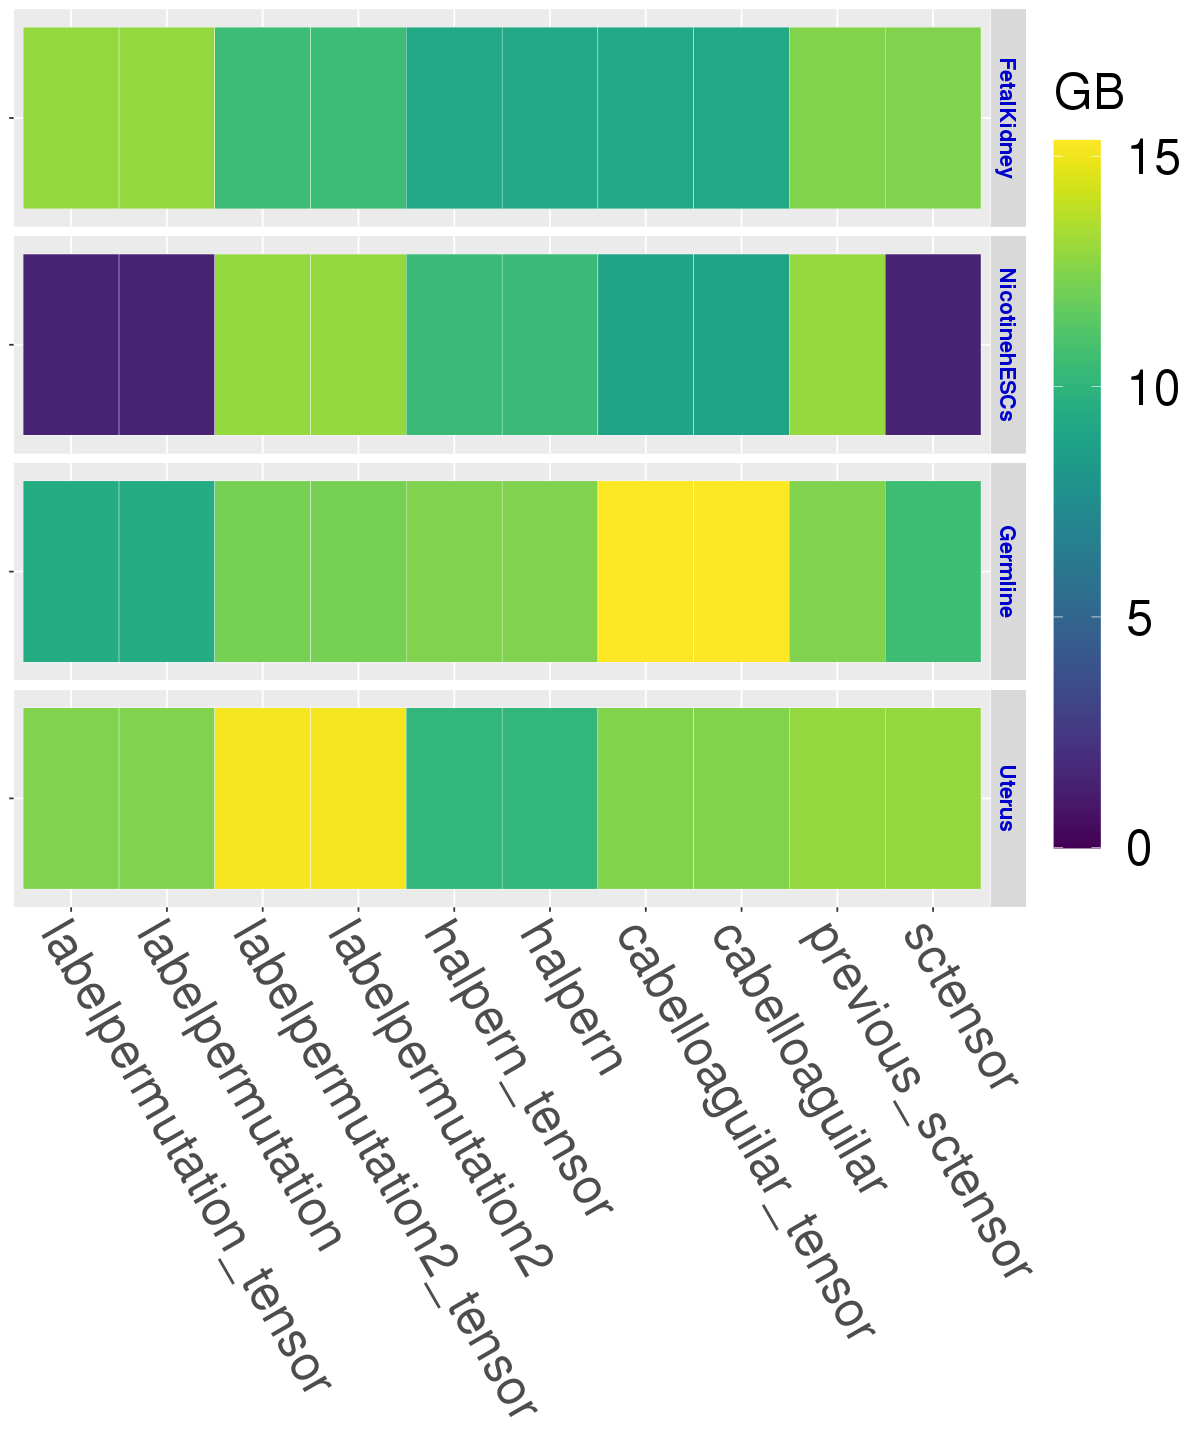 FetalKidney
NicotinehESCs
Germline
Uterus
GB
15
10
5
0
labelpermutation_tensor
labelpermutation
labelpermutation2_tensor
labelpermutation2
halpern_tensor
halpern
cabelloaguilar_tensor
cabelloaguilar
previous_sctensor
sctensor